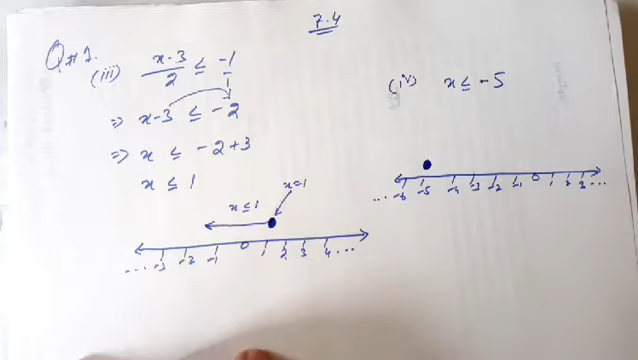 7.4
Q#1.
(iii) x-3/2 ≤ -1/1
⇒ x-3 ≤ -2
⇒ x ≤ -2+3
x ≤ 1
x ≤ 1 x=1
... -3 -2 -1 0 1 2 3 4 ...
(iv) x ≤ -5
... -6 -5 -4 -3 -2 -1 0 1 2 3 ...